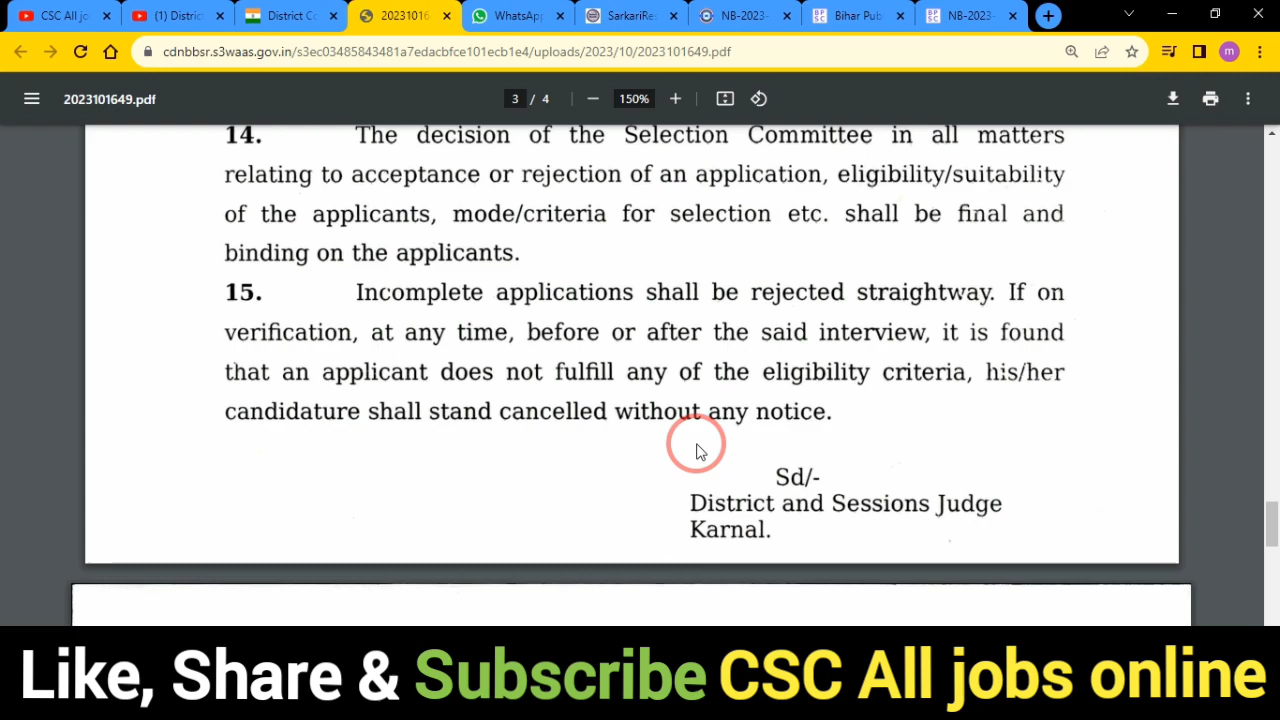 CSC All jo
(1) Distric
District Co
20231016
WhatsApp
SarkariRes
NB-2023-
Bihar Pub
NB-2023-
cdnbbsr.s3waas.gov.in/s3ec03485843481a7edacbfce101ecb1e4/uploads/2023/10/2023101649.pdf
m
2023101649.pdf
3 / 4
150%
14. The decision of the Selection Committee in all matters
relating to acceptance or rejection of an application, eligibility/suitability
of the applicants, mode/criteria for selection etc. shall be final and
binding on the applicants.
15. Incomplete applications shall be rejected straightway. If on
verification, at any time, before or after the said interview, it is found
that an applicant does not fulfill any of the eligibility criteria, his/her
candidature shall stand cancelled without any notice.
Sd/-
District and Sessions Judge
Karnal.
Like, Share & Subscribe CSC All jobs online